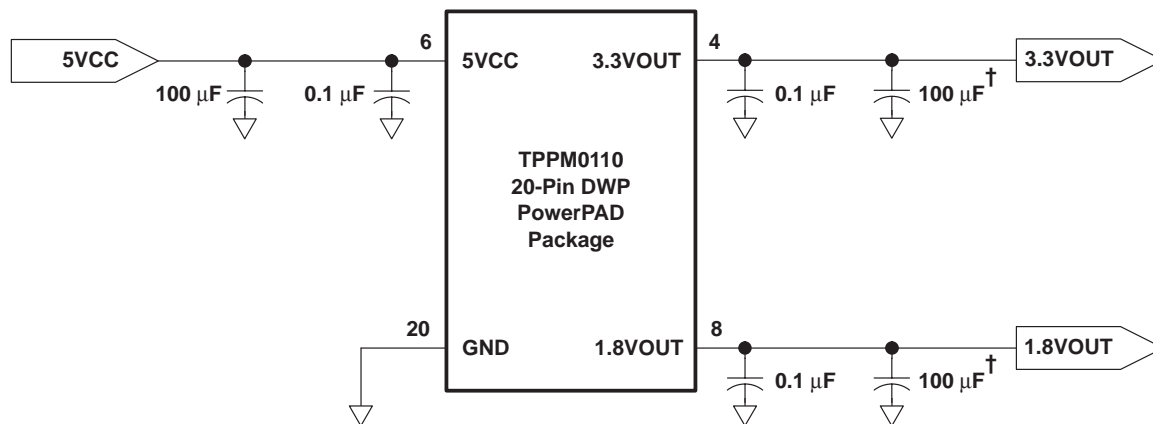 5VCC
6
5VCC
3.3VOUT
4
3.3VOUT
100 µF
0.1 µF
0.1 µF
100 µF†
TPPM0110
20-Pin DWP
PowerPAD
Package
20
GND
1.8VOUT
8
1.8VOUT
0.1 µF
100 µF†